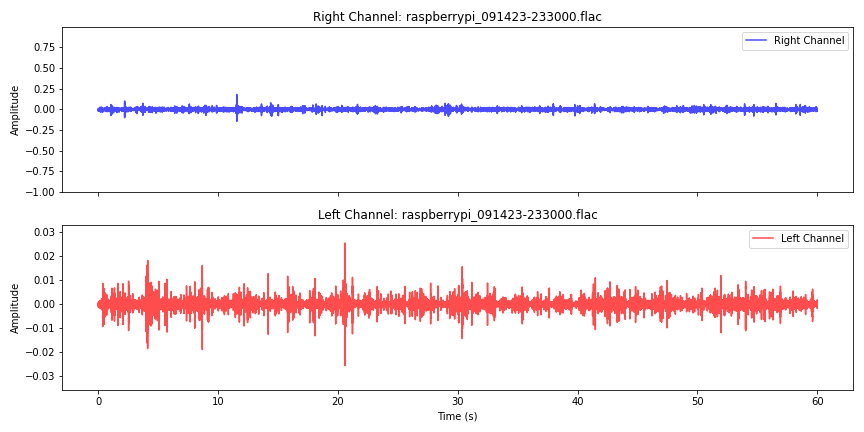 Right Channel: raspberrypi_091423-233000.flac
Right Channel
0.75
0.50
0.25
0.00
−0.25
−0.50
−0.75
−1.00
Amplitude
Left Channel: raspberrypi_091423-233000.flac
Left Channel
0.03
0.02
0.01
0.00
−0.01
−0.02
−0.03
Amplitude
0 10 20 30 40 50 60
Time (s)